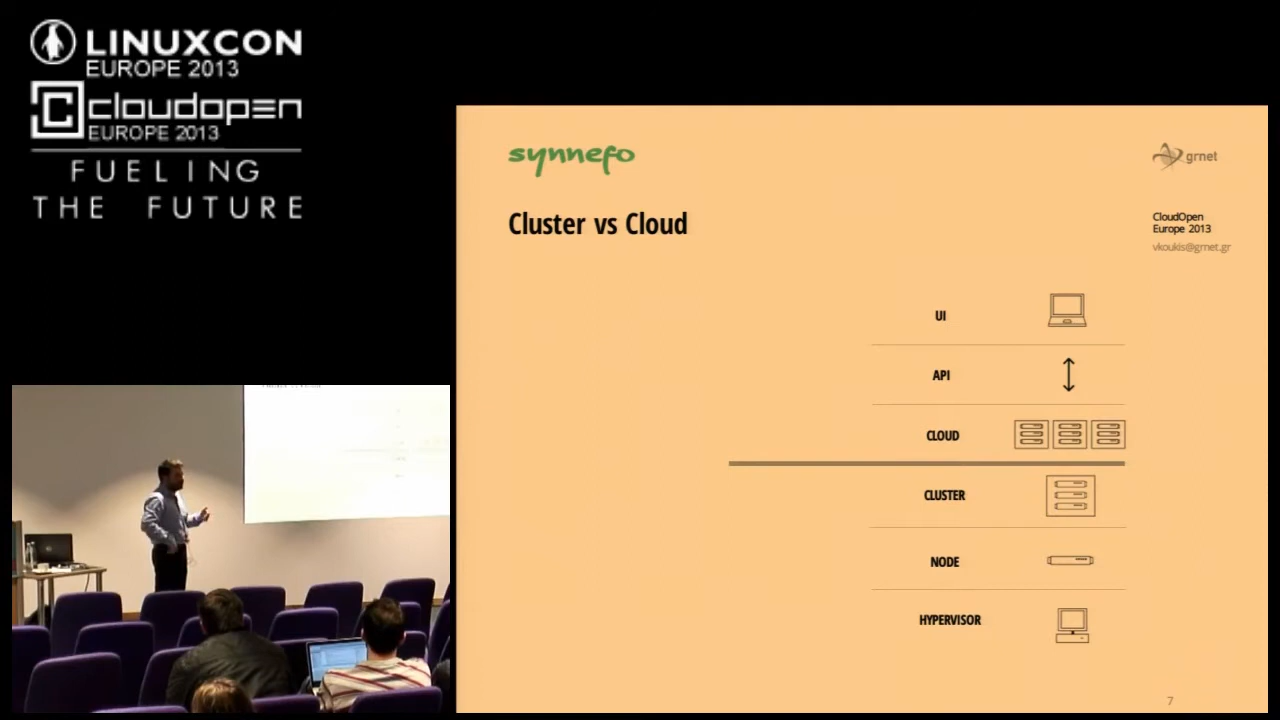 LINUXCON
EUROPE 2013
cloudopen
EUROPE 2013
FUELING
THE FUTURE
synnefo
grnet
Cluster vs Cloud
CloudOpen
Europe 2013
vkoukis@grnet.gr
UI
API
CLOUD
CLUSTER
NODE
HYPERVISOR
7